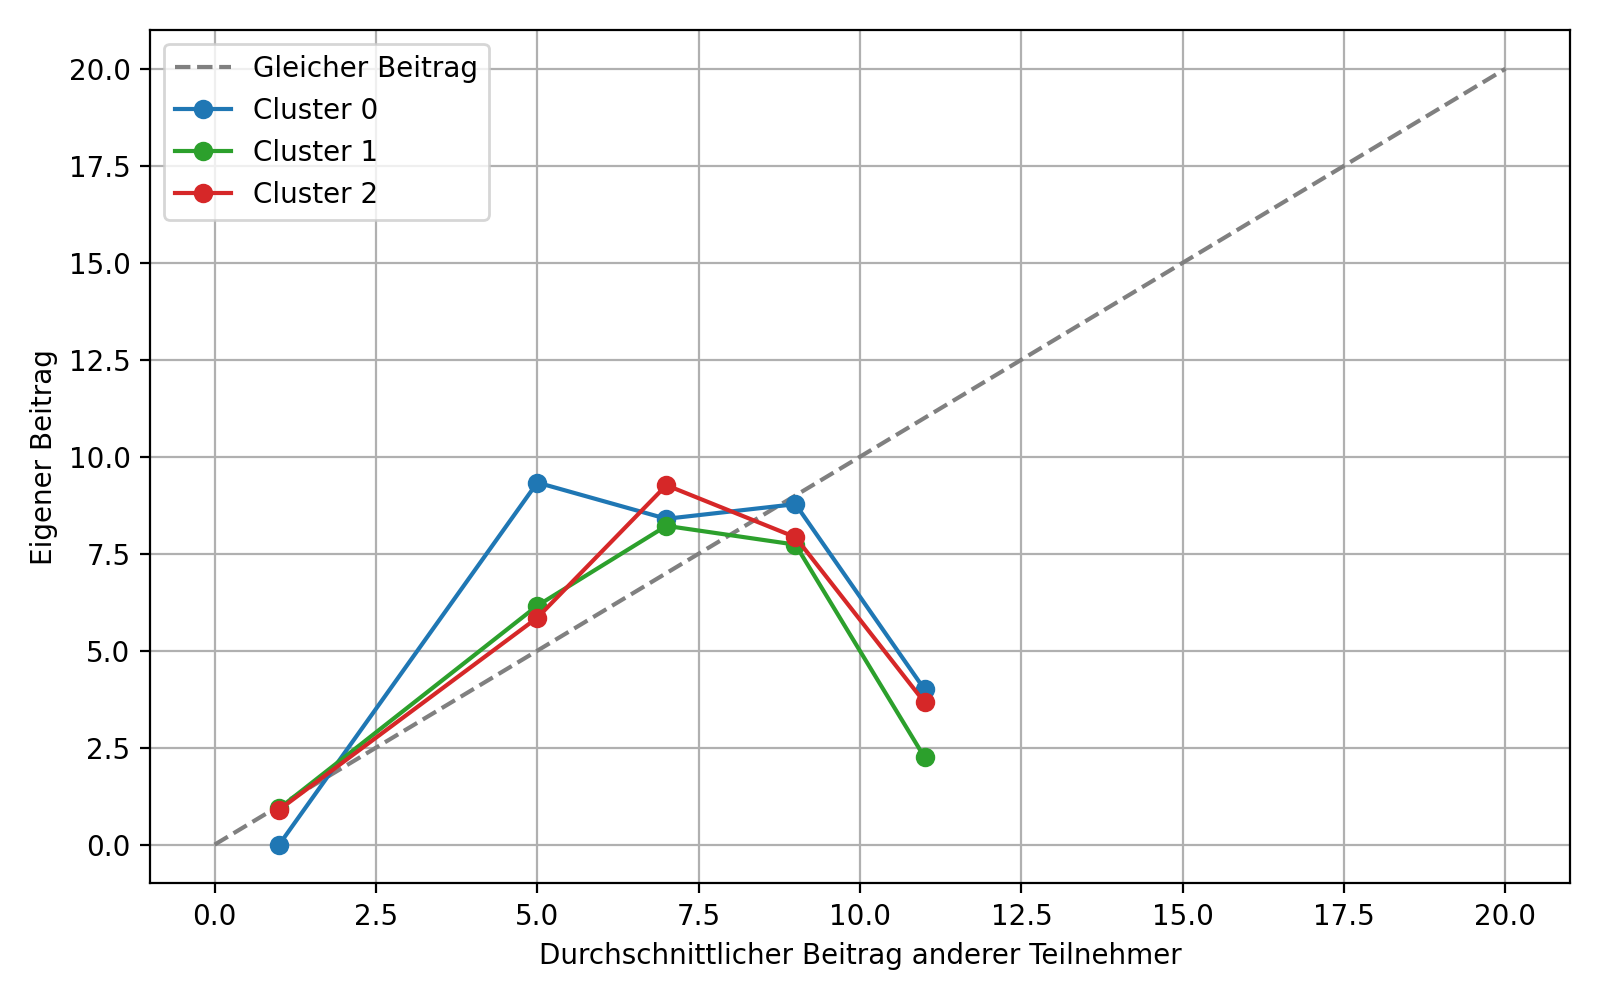 Gleicher Beitrag
Cluster 0
Cluster 1
Cluster 2
20.0
17.5
15.0
12.5
10.0
7.5
5.0
2.5
0.0
Eigener Beitrag
0.0 2.5 5.0 7.5 10.0 12.5 15.0 17.5 20.0
Durchschnittlicher Beitrag anderer Teilnehmer